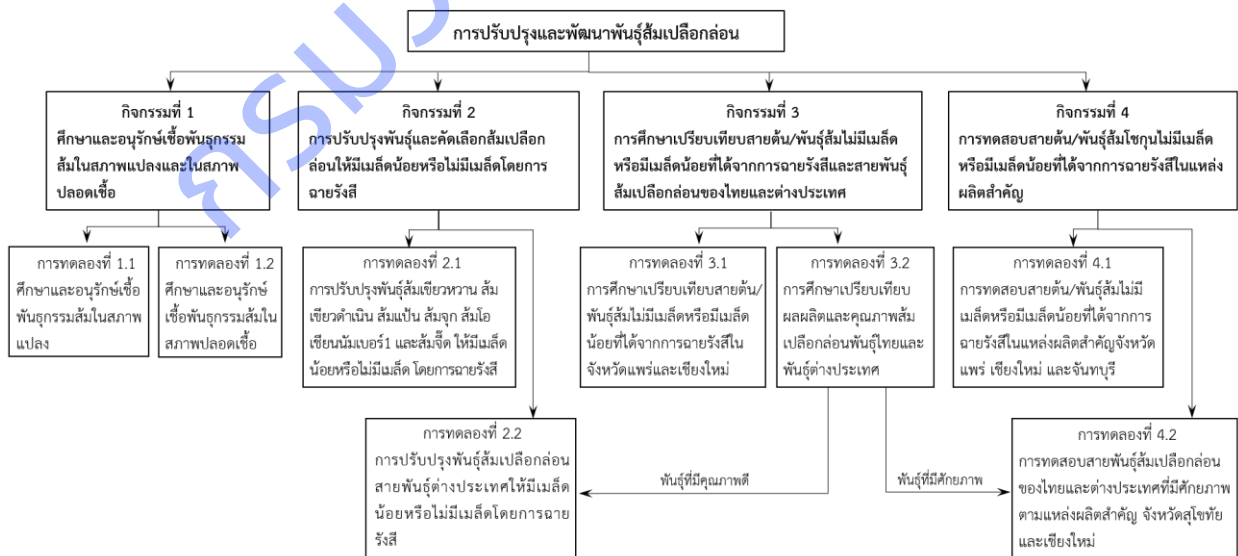 การปรับปรุงและพัฒนาพันธุ์ส้มเปลือกล่อน
กิจกรรมที่ 1
ศึกษาและอนุรักษ์เชื้อพันธุกรรม
ส้มในสภาพแปลงและในสภาพ
ปลอดเชื้อ
กิจกรรมที่ 2
การปรับปรุงพันธุ์และคัดเลือกส้มเปลือก
ล่อนให้มีเมล็ดน้อยหรือไม่มีเมล็ดโดยการ
ฉายรังสี
กิจกรรมที่ 3
การศึกษาเปรียบเทียบสายต้น/พันธุ์ส้มไม่มีเมล็ด
หรือมีเมล็ดน้อยที่ได้จากการฉายรังสีและสายพันธุ์
ส้มเปลือกล่อนของไทยและต่างประเทศ
กิจกรรมที่ 4
การทดสอบสายต้น/พันธุ์ส้มโชกุนไม่มีเมล็ด
หรือมีเมล็ดน้อยที่ได้จากการฉายรังสีในแหล่ง
ผลิตสำคัญ
การทดลองที่ 1.1
ศึกษาและอนุรักษ์เชื้อ
พันธุกรรมส้มในสภาพ
แปลง
การทดลองที่ 1.2
ศึกษาและอนุรักษ์
เชื้อพันธุกรรมส้มใน
สภาพปลอดเชื้อ
การทดลองที่ 2.1
การปรับปรุงพันธุ์ส้มเขียวหวาน ส้ม
เขียวดำเนิน ส้มแป้น ส้มจุก ส้มโอ
เซียนนัมเบอร์1 และส้มจี๊ด ให้มีเมล็ด
น้อยหรือไม่มีเมล็ด โดยการฉายรังสี
การทดลองที่ 3.1
การศึกษาเปรียบเทียบสายต้น/
พันธุ์ส้มไม่มีเมล็ดหรือมีเมล็ด
น้อยที่ได้จากการฉายรังสีใน
จังหวัดแพร่และเชียงใหม่
การทดลองที่ 3.2
การศึกษาเปรียบเทียบ
ผลผลิตและคุณภาพส้ม
เปลือกล่อนพันธุ์ไทยและ
พันธุ์ต่างประเทศ
การทดลองที่ 4.1
การทดสอบสายต้น/พันธุ์ส้มไม่มี
เมล็ดหรือมีเมล็ดน้อยที่ได้จากการ
ฉายรังสีในแหล่งผลิตสำคัญจังหวัด
แพร่ เชียงใหม่ และจันทบุรี
การทดลองที่ 2.2
การปรับปรุงพันธุ์ส้มเปลือกล่อน
สายพันธุ์ต่างประเทศให้มีเมล็ด
น้อยหรือไม่มีเมล็ดโดยการฉาย
รังสี
พันธุ์ที่มีคุณภาพดี
พันธุ์ที่มีศักยภาพ
การทดลองที่ 4.2
การทดสอบสายพันธุ์ส้มเปลือกล่อน
ของไทยและต่างประเทศที่มีศักยภาพ
ตามแหล่งผลิตสำคัญ จังหวัดสุโขทัย
และเชียงใหม่